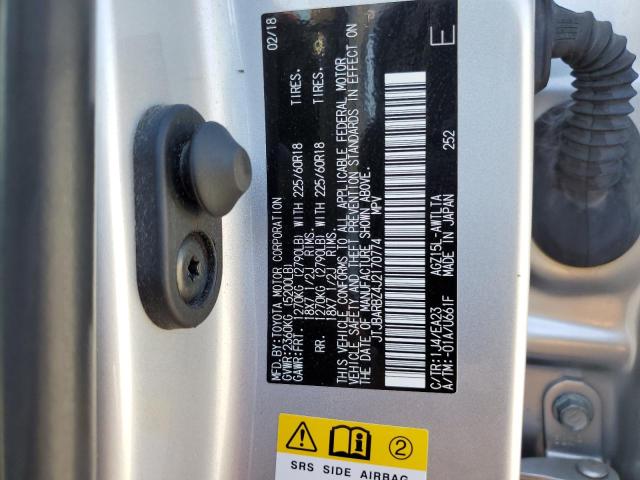 MFD.BY:TOYOTA MOTOR CORPORATION 02/18
GVWR:2360KG (5200LB)
GAWR:FRT. 1270KG (2790LB) WITH 225/60R18 TIRES.
18X7 1/2J RIMS.
RR. 1270KG (2790LB) WITH 225/60R18 TIRES.
18X7 1/2J RIMS.
THIS VEHICLE CONFORMS TO ALL APPLICABLE FEDERAL MOTOR
VEHICLE SAFETY AND THEFT PREVENTION STANDARDS IN EFFECT ON
THE DATE OF MANUFACTURE SHOWN ABOVE.
JTJBARBZ4J2170774 MPV
C/TR:1J4/EA23 AGZ15L-AWTLTA 252 E
A/TM:-01A/U661F MADE IN JAPAN
2
SRS SIDE AIRBAG